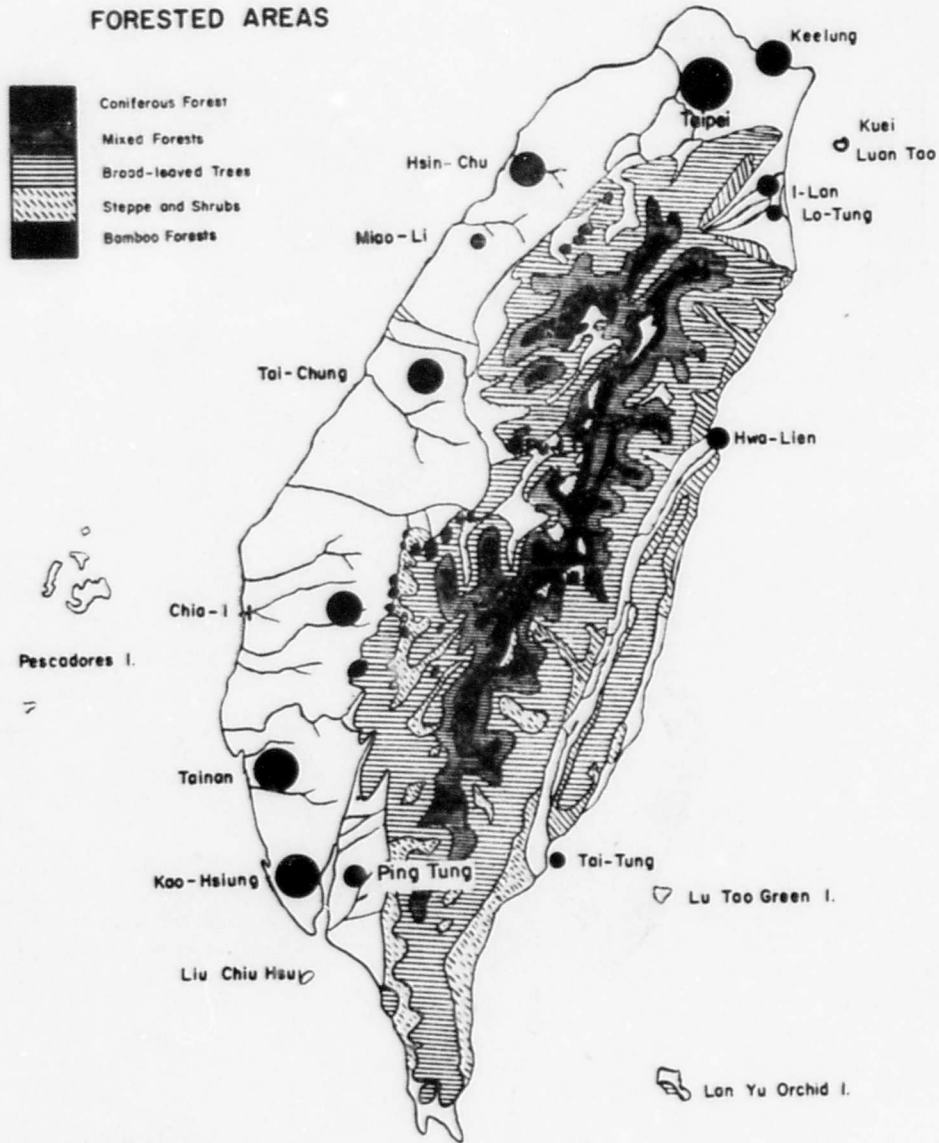 FORESTED AREAS
Coniferous Forest
Mixed Forests
Broad-leaved Trees
Steppe and Shrubs
Bamboo Forests
Keelung
Taipei
Kuei
Luan Tao
Hsin-Chu
I-Lan
Lo-Tung
Miao-Li
Tai-Chung
Hwa-Lien
Chia-I
Pescadores I.
Tainan
Kao-Hsiung
Ping Tung
Tai-Tung
Lu Tao Green I.
Liu Chiu Hsu
Lan Yu Orchid I.